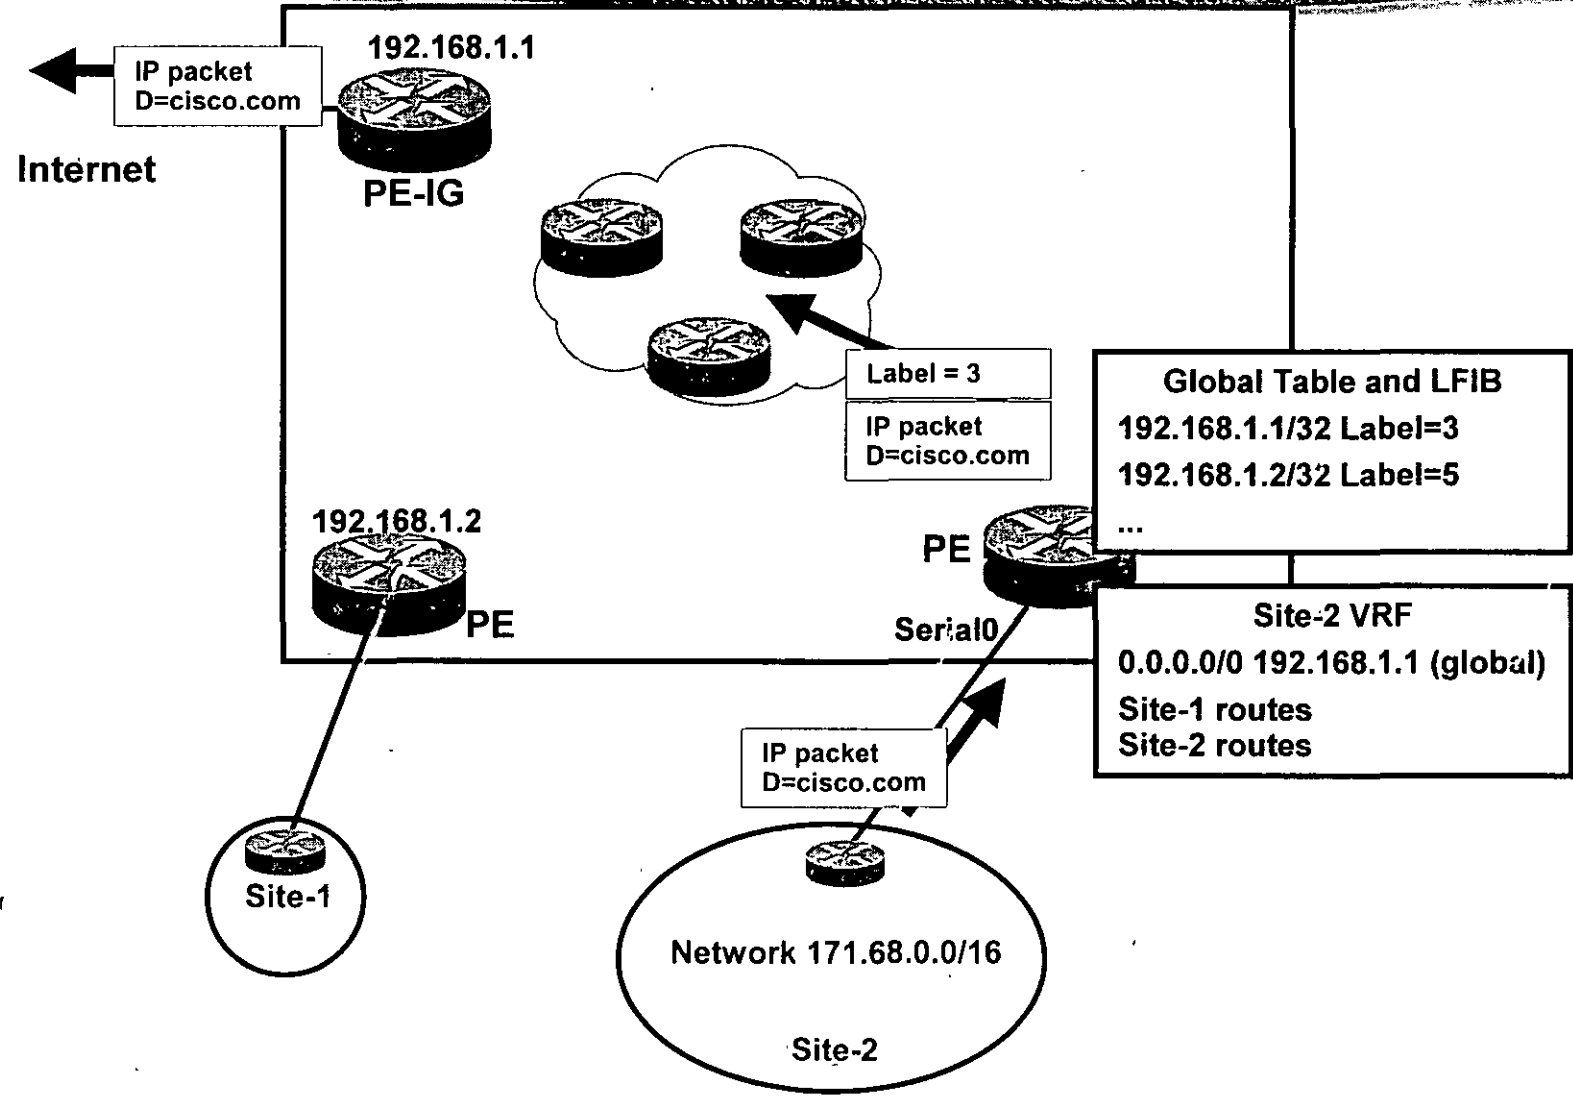 192.168.1.1
IP packet
D=cisco.com
Internet
PE-IG
Label = 3
IP packet
D=cisco.com
Global Table and LFIB
192.168.1.1/32 Label=3
192.168.1.2/32 Label=5
...
192.168.1.2
PE
PE
Serial0
Site-2 VRF
0.0.0.0/0 192.168.1.1 (global)
Site-1 routes
Site-2 routes
IP packet
D=cisco.com
Site-1
Network 171.68.0.0/16
Site-2